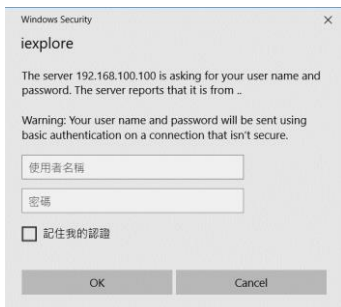 Windows Security
iexplore
The server 192.168.100.100 is asking for your user name and
password. The server reports that it is from ..
Warning: Your user name and password will be sent using
basic authentication on a connection that isn't secure.
使用者名稱
密碼
記住我的認證
OK
Cancel